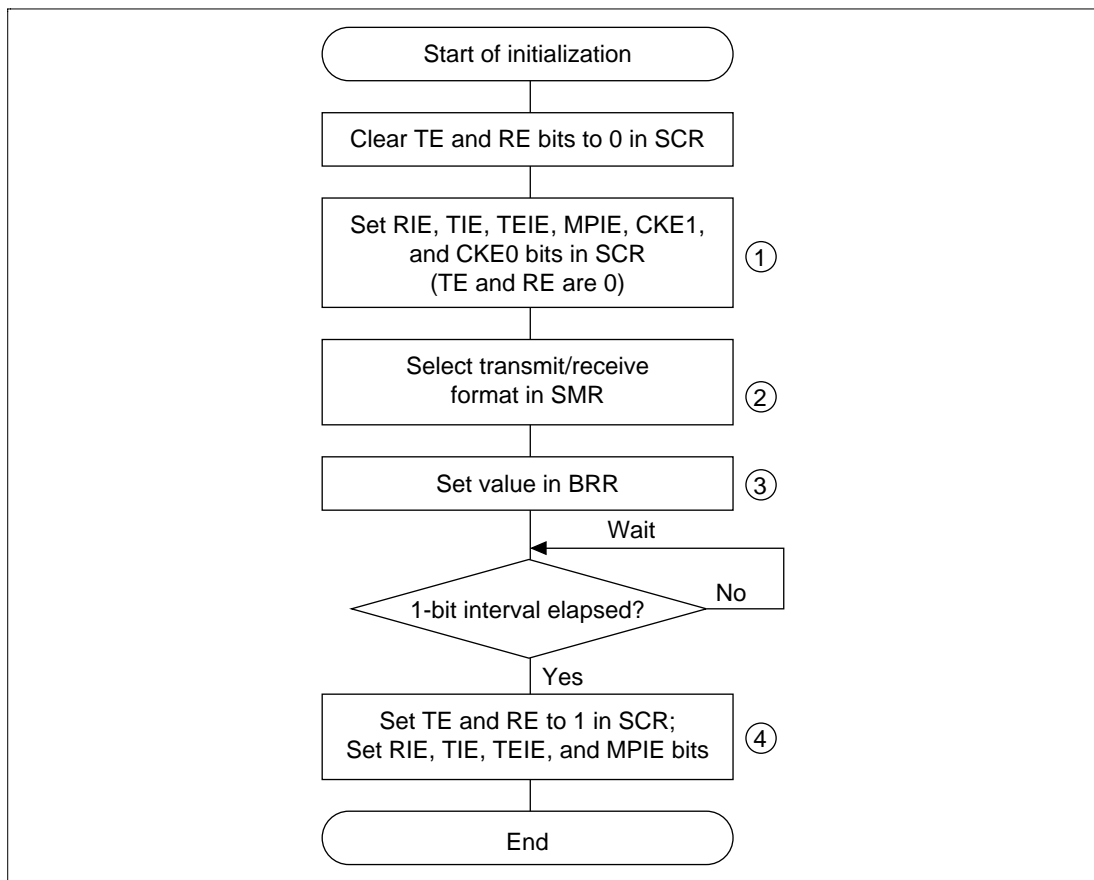 Start of initialization
Clear TE and RE bits to 0 in SCR
Set RIE, TIE, TEIE, MPIE, CKE1,
and CKE0 bits in SCR
(TE and RE are 0)
1
Select transmit/receive
format in SMR
2
Set value in BRR
3
Wait
1-bit interval elapsed?
No
Yes
Set TE and RE to 1 in SCR;
Set RIE, TIE, TEIE, and MPIE bits
4
End